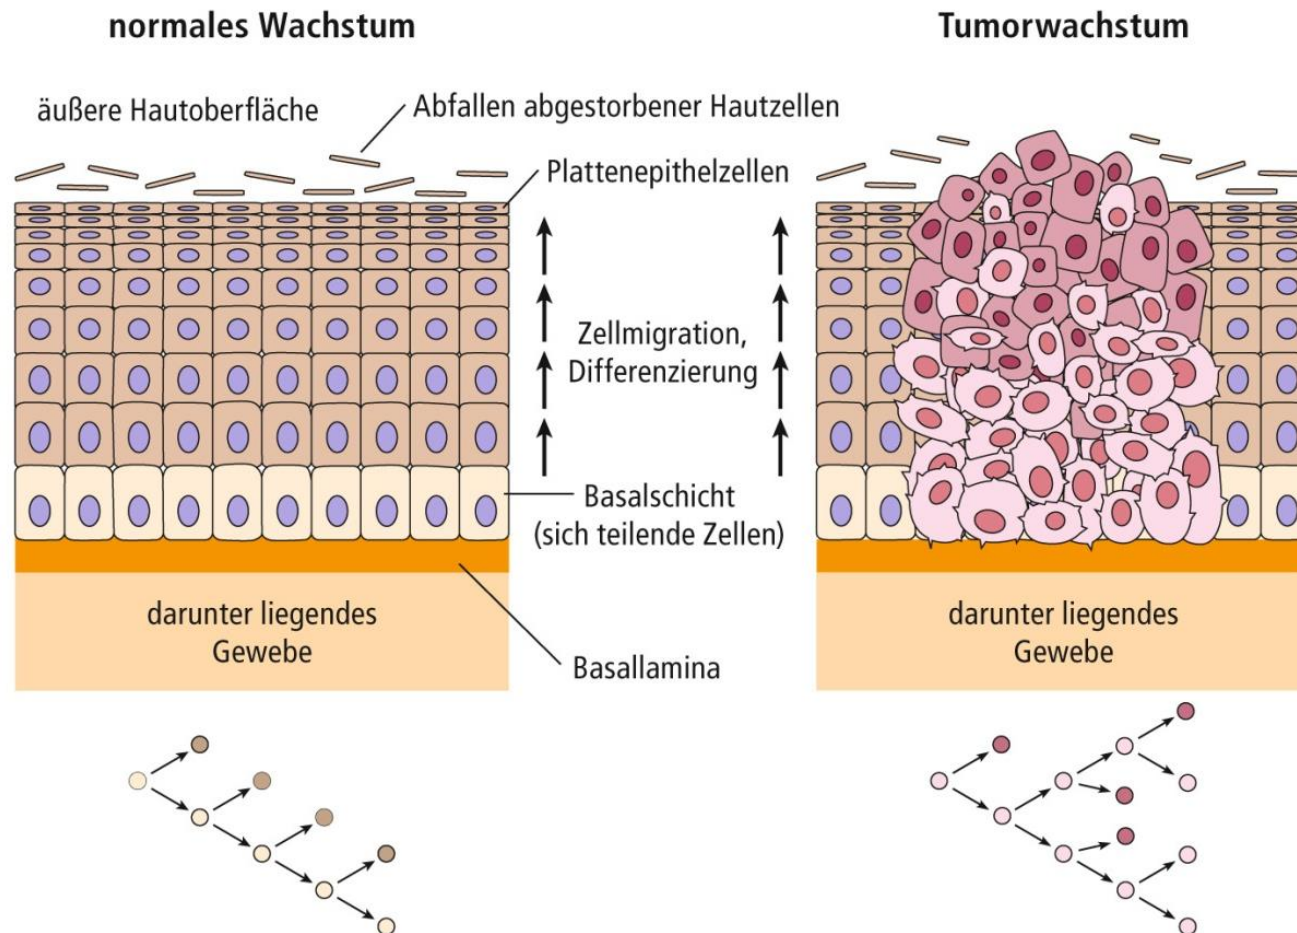 normales Wachstum
Tumorwachstum
äußere Hautoberfläche
Abfallen abgestorbener Hautzellen
Plattenepithelzellen
Zellmigration,
Differenzierung
Basalschicht
(sich teilende Zellen)
darunter liegendes
Gewebe
Basallamina
darunter liegendes
Gewebe